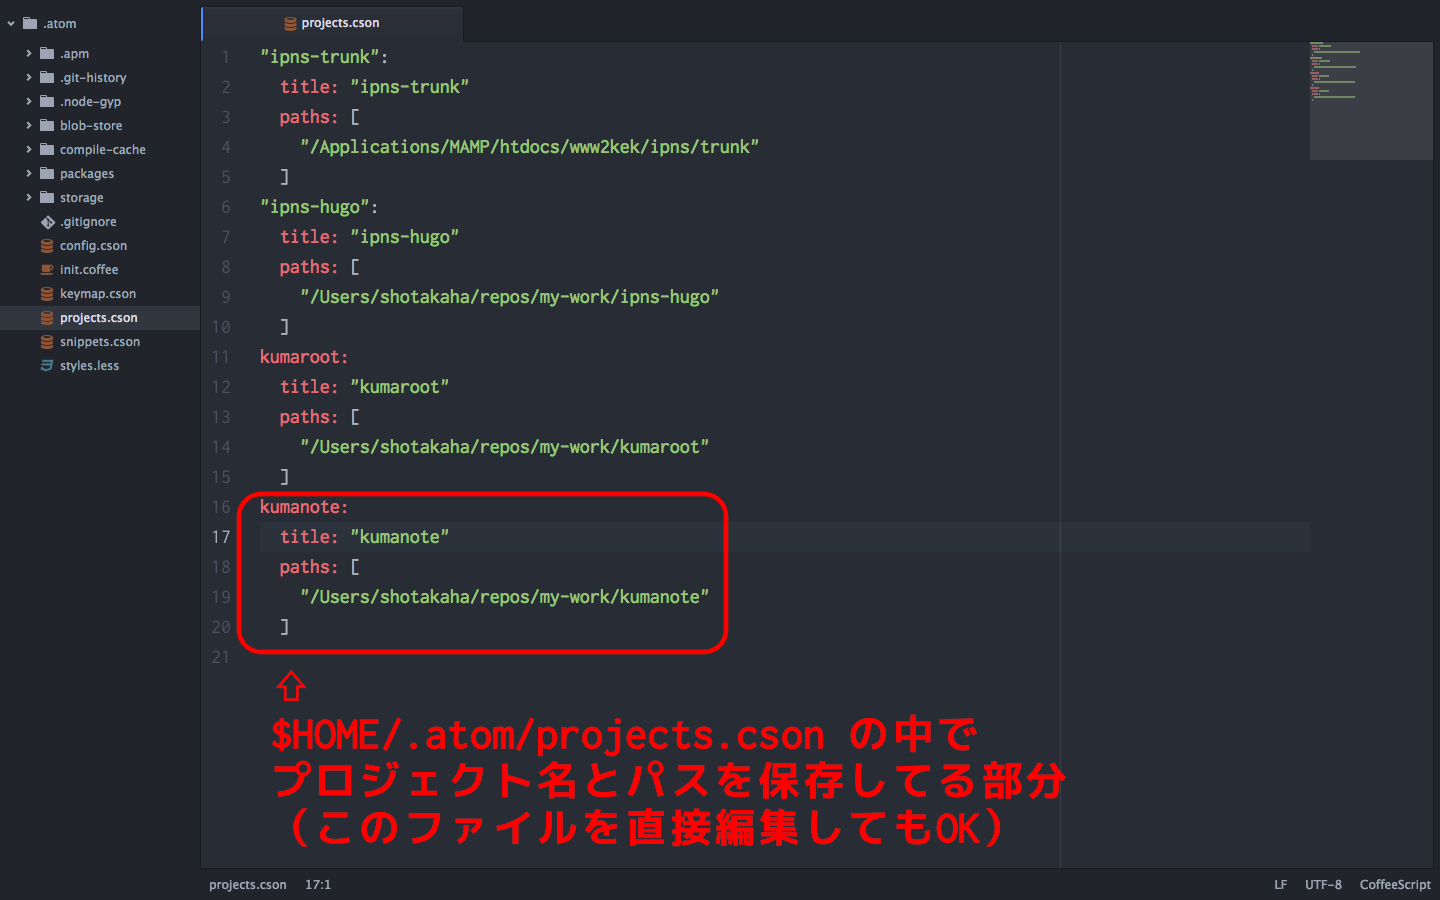 .atom
.apm
.git-history
.node-gyp
blob-store
compile-cache
packages
storage
.gitignore
config.cson
init.coffee
keymap.cson
projects.cson
snippets.cson
styles.less
projects.cson
1 "ipns-trunk":
2 title: "ipns-trunk"
3 paths: [
4 "/Applications/MAMP/htdocs/www2kek/ipns/trunk"
5 ]
6 "ipns-hugo":
7 title: "ipns-hugo"
8 paths: [
9 "/Users/shotakaha/repos/my-work/ipns-hugo"
10 ]
11 kumaroot:
12 title: "kumaroot"
13 paths: [
14 "/Users/shotakaha/repos/my-work/kumaroot"
15 ]
16 kumanote:
17 title: "kumanote"
18 paths: [
19 "/Users/shotakaha/repos/my-work/kumanote"
20 ]
21
$HOME/.atom/projects.cson の中で
プロジェクト名とパスを保存してる部分
（このファイルを直接編集してもOK）
projects.cson 17:1 LF UTF-8 CoffeeScript